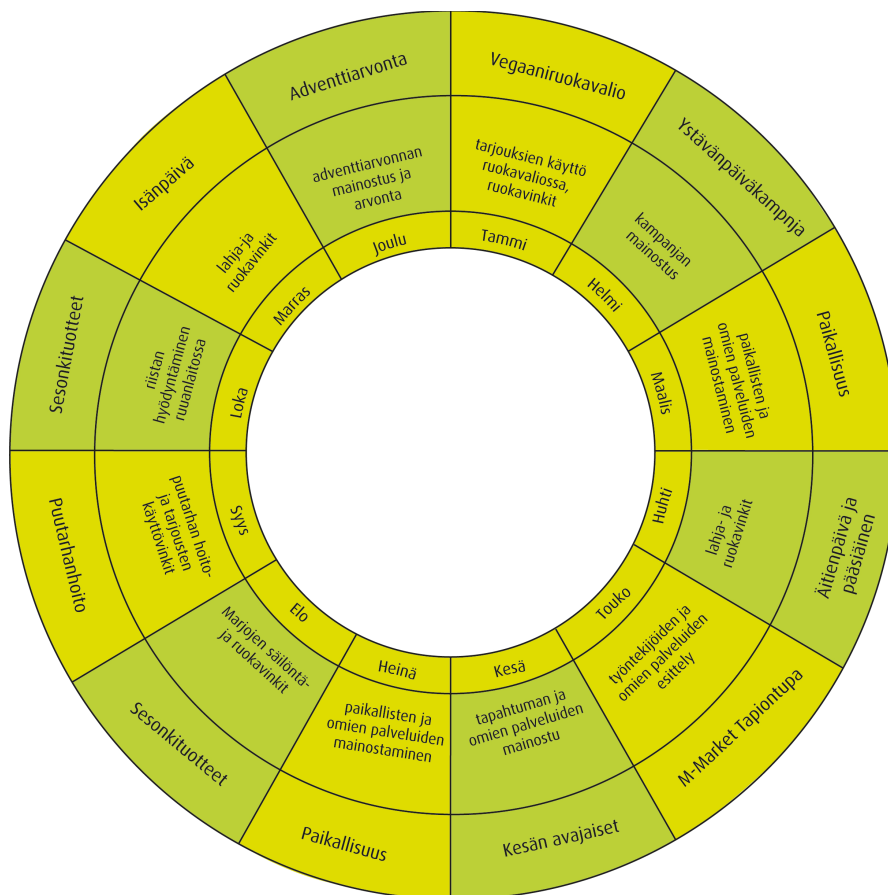 Vegaaniruokavalio
tarjouksien käyttö
ruokavaliossa,
ruokavinkit
Tammi
Ystävänpäiväkampnja
kampanjan
mainostus
Helmi
Paikallisuus
paikallisten ja
omien palveluiden
mainostaminen
Maalis
Äitienpäivä ja
pääsiäinen
lahja- ja
ruokavinkit
Huhti
M-Market Tapiontupa
työntekijöiden ja
omien palveluiden
esittely
Touko
Kesän avajaiset
tapahtuman ja
omien palveluiden
mainostu
Kesä
Paikallisuus
paikallisten ja
omien palveluiden
mainostaminen
Heinä
Sesonkituotteet
Marjojen säilöntä-
ja ruokavinkit
Elo
Puutarhanhoito
puutarhan hoito-
ja tarjousten
käyttövinkit
Syys
Sesonkituotteet
riistan
hyödyntäminen
ruuanlaitossa
Loka
Isänpäivä
lahja-ja
ruokavinkit
Marras
Adventtiarvonta
adventtiarvonnan
mainostus ja
arvonta
Joulu